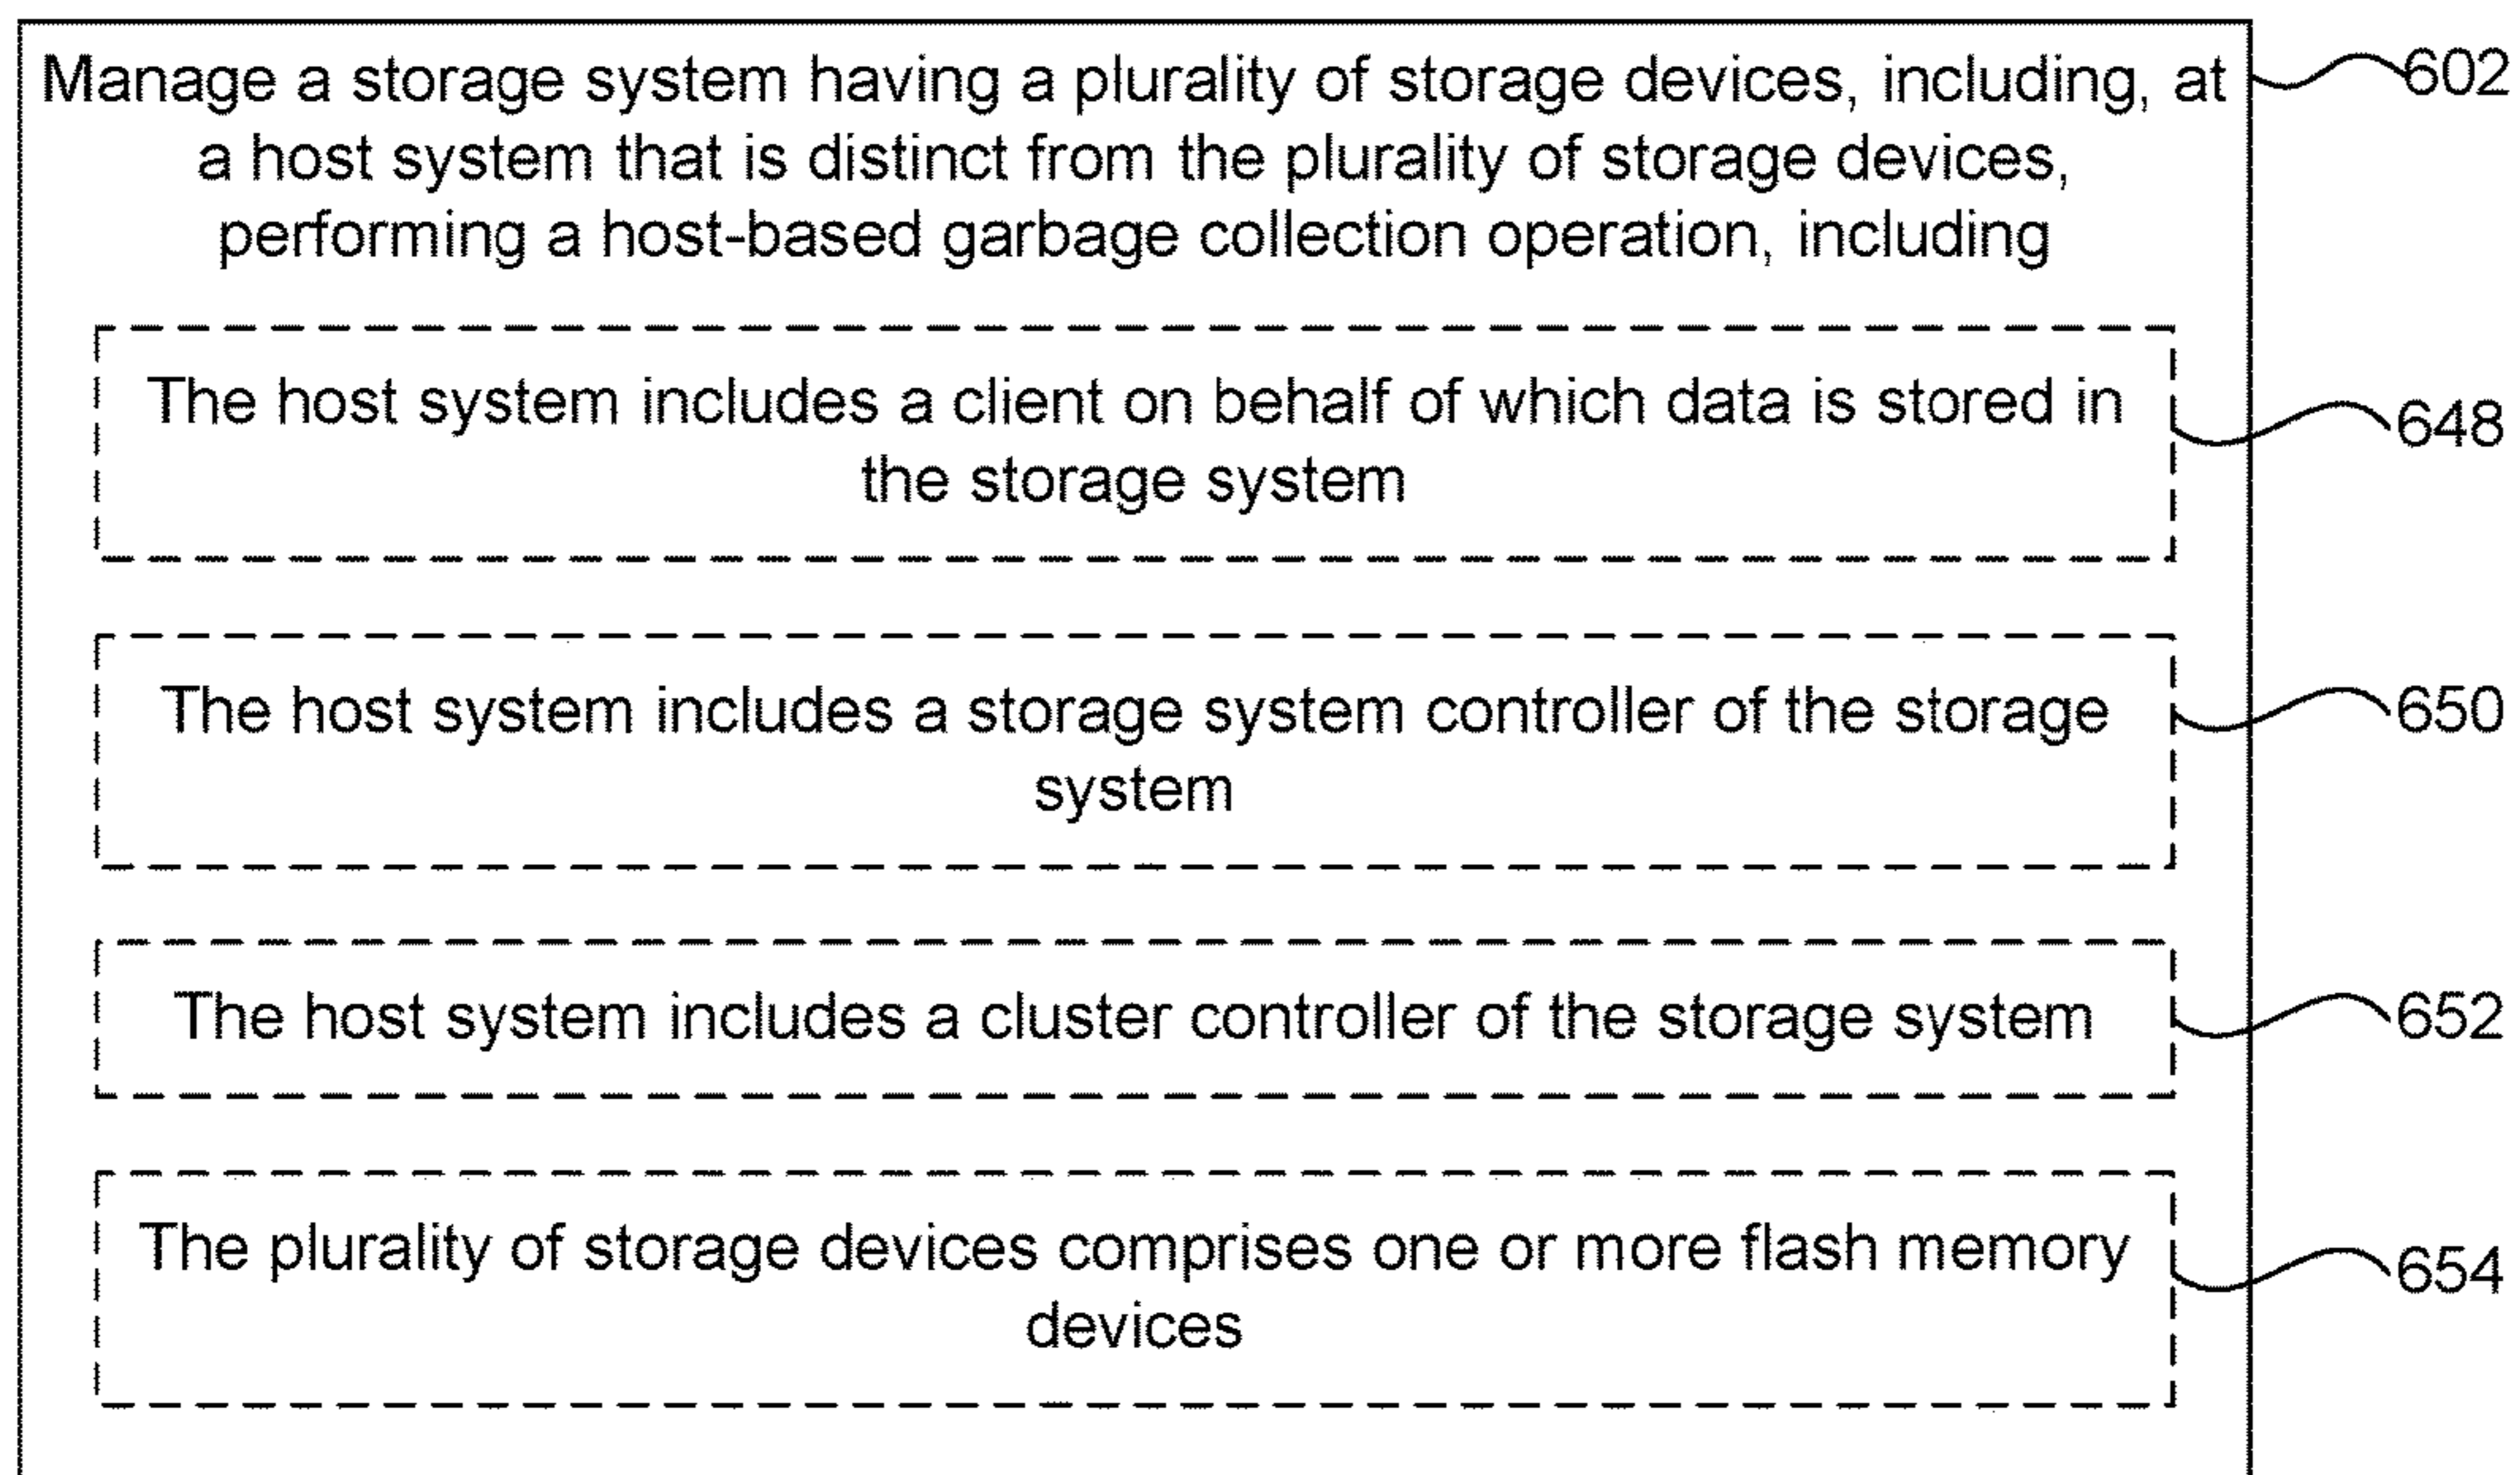 Manage a storage system having a plurality of storage devices, including, at
602
a host system that is distinct from the plurality of storage devices,
performing a host-based garbage collection operation, including
The host system includes a client on behalf of which data is stored in
648
the storage system
The host system includes a storage system controller of the storage
650
system
The host system includes a cluster controller of the storage system
652
The plurality of storage devices comprises one or more flash memory
654
devices